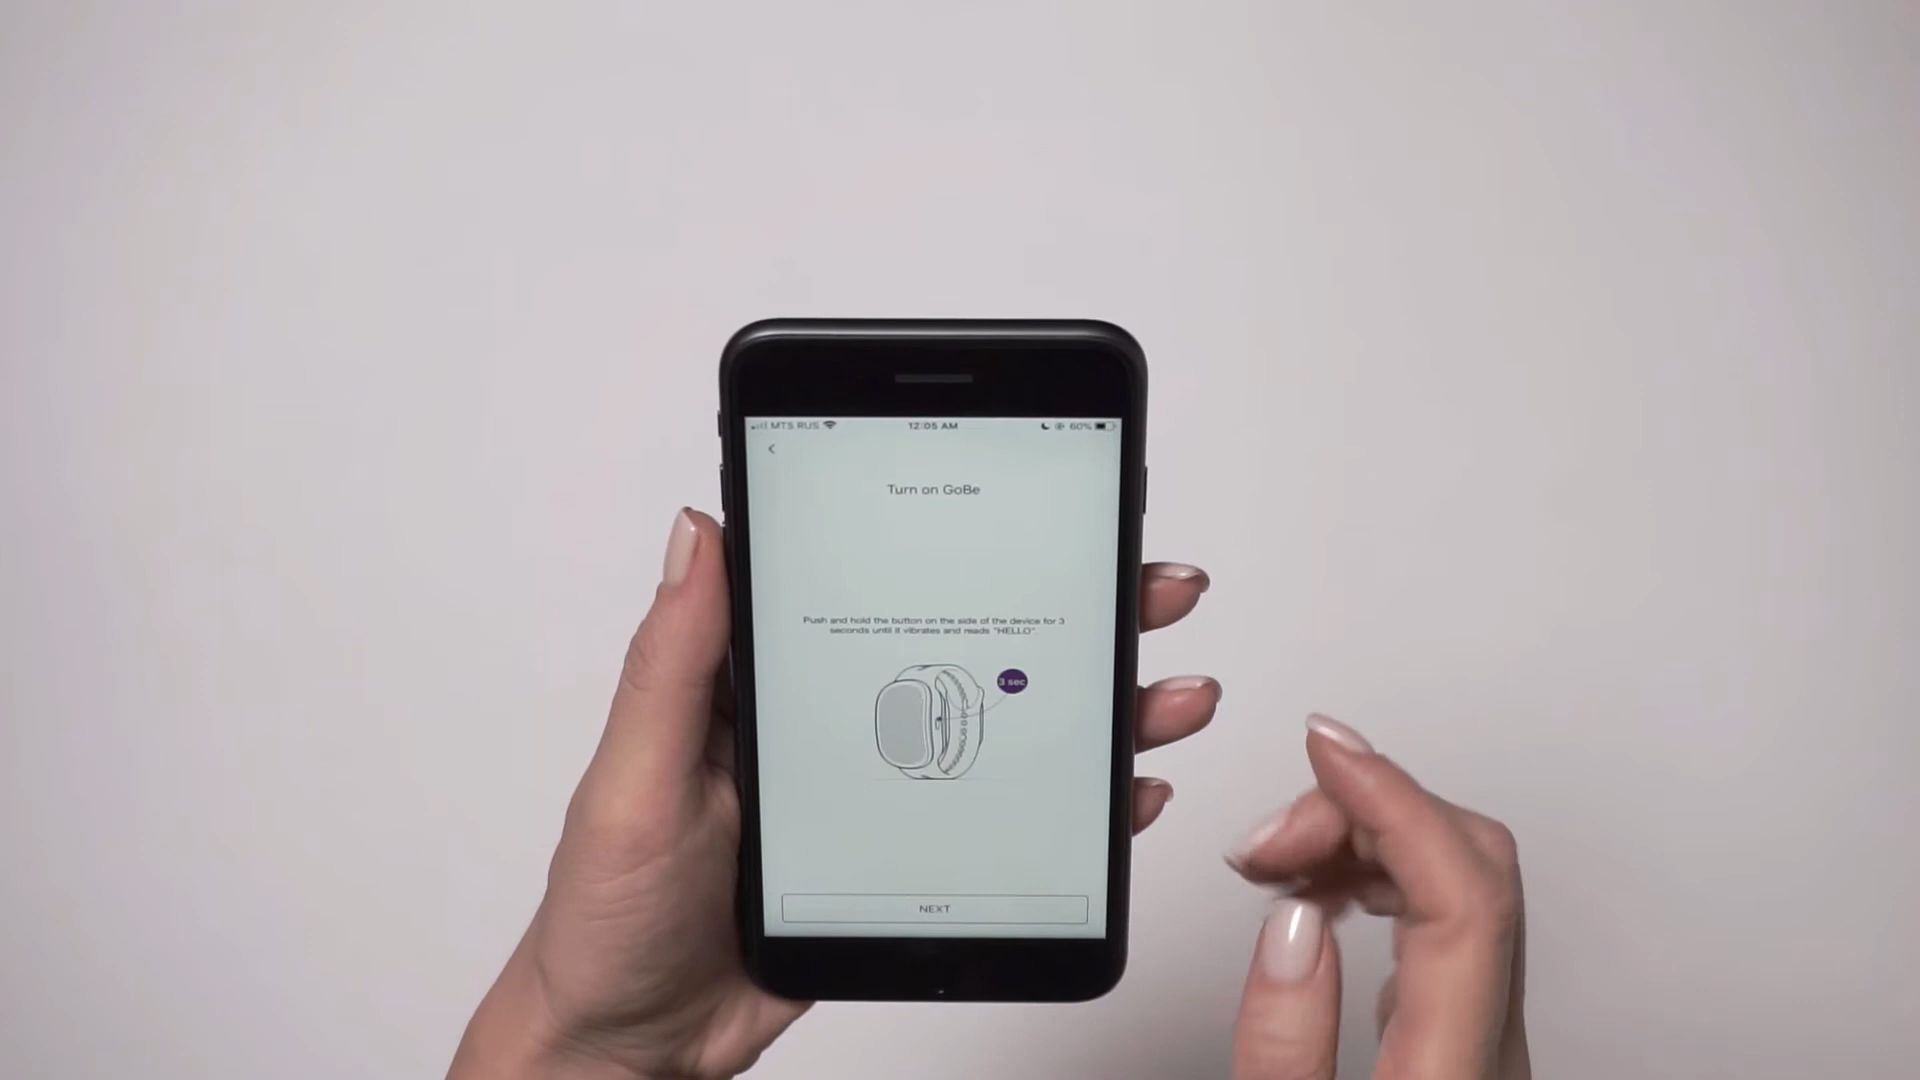 MTS RUS 12:05 AM 60%
Turn on GoBe
Push and hold the button on the side of the device for 3
seconds until it vibrates and reads "HELLO".
3 sec
NEXT